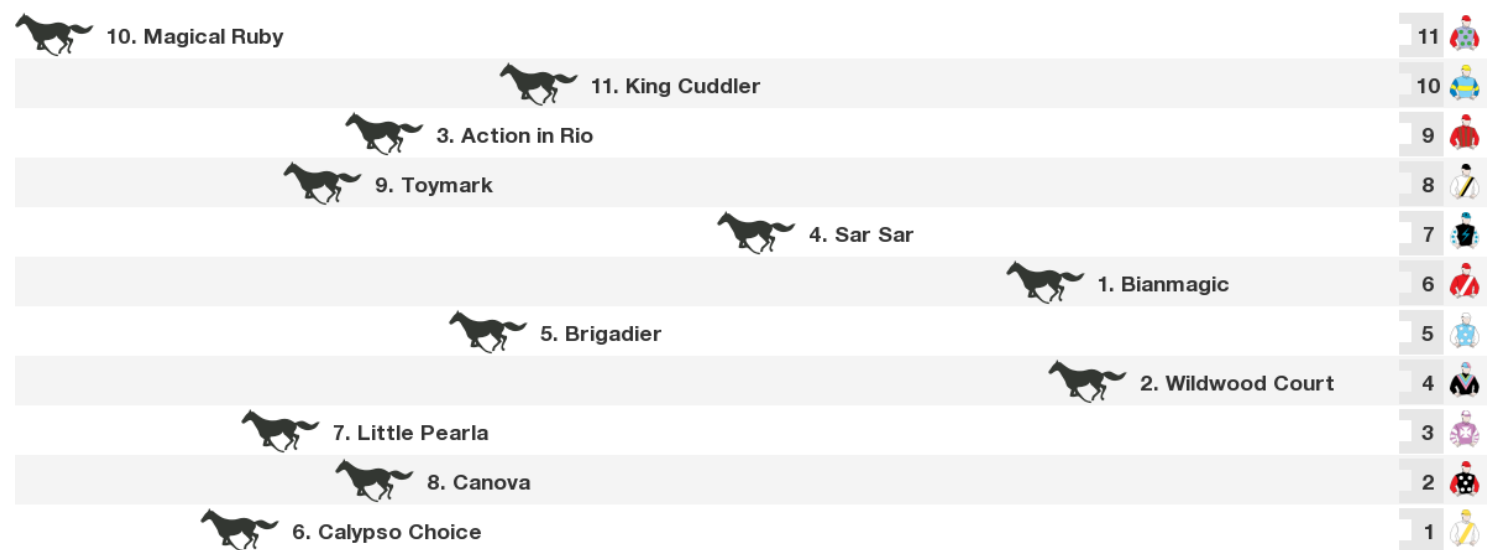 10. Magical Ruby 11
11. King Cuddler 10
3. Action in Rio 9
9. Toymark 8
4. Sar Sar 7
1. Bianmagic 6
5. Brigadier 5
2. Wildwood Court 4
7. Little Pearla 3
8. Canova 2
6. Calypso Choice 1